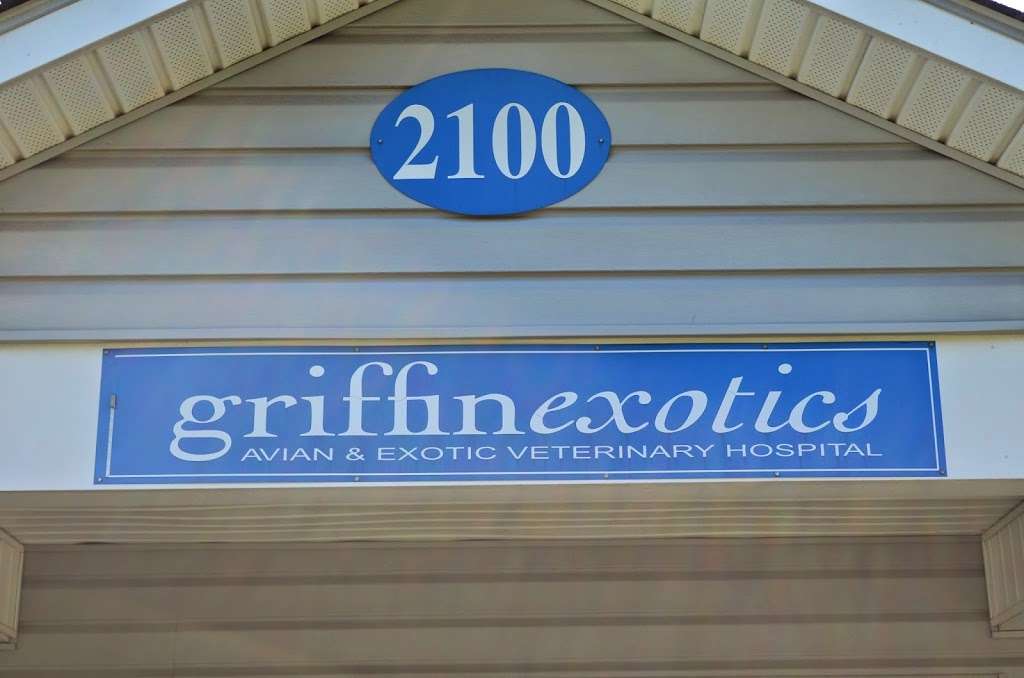 2100
griffinexotics
AVIAN & EXOTIC VETERINARY HOSPITAL